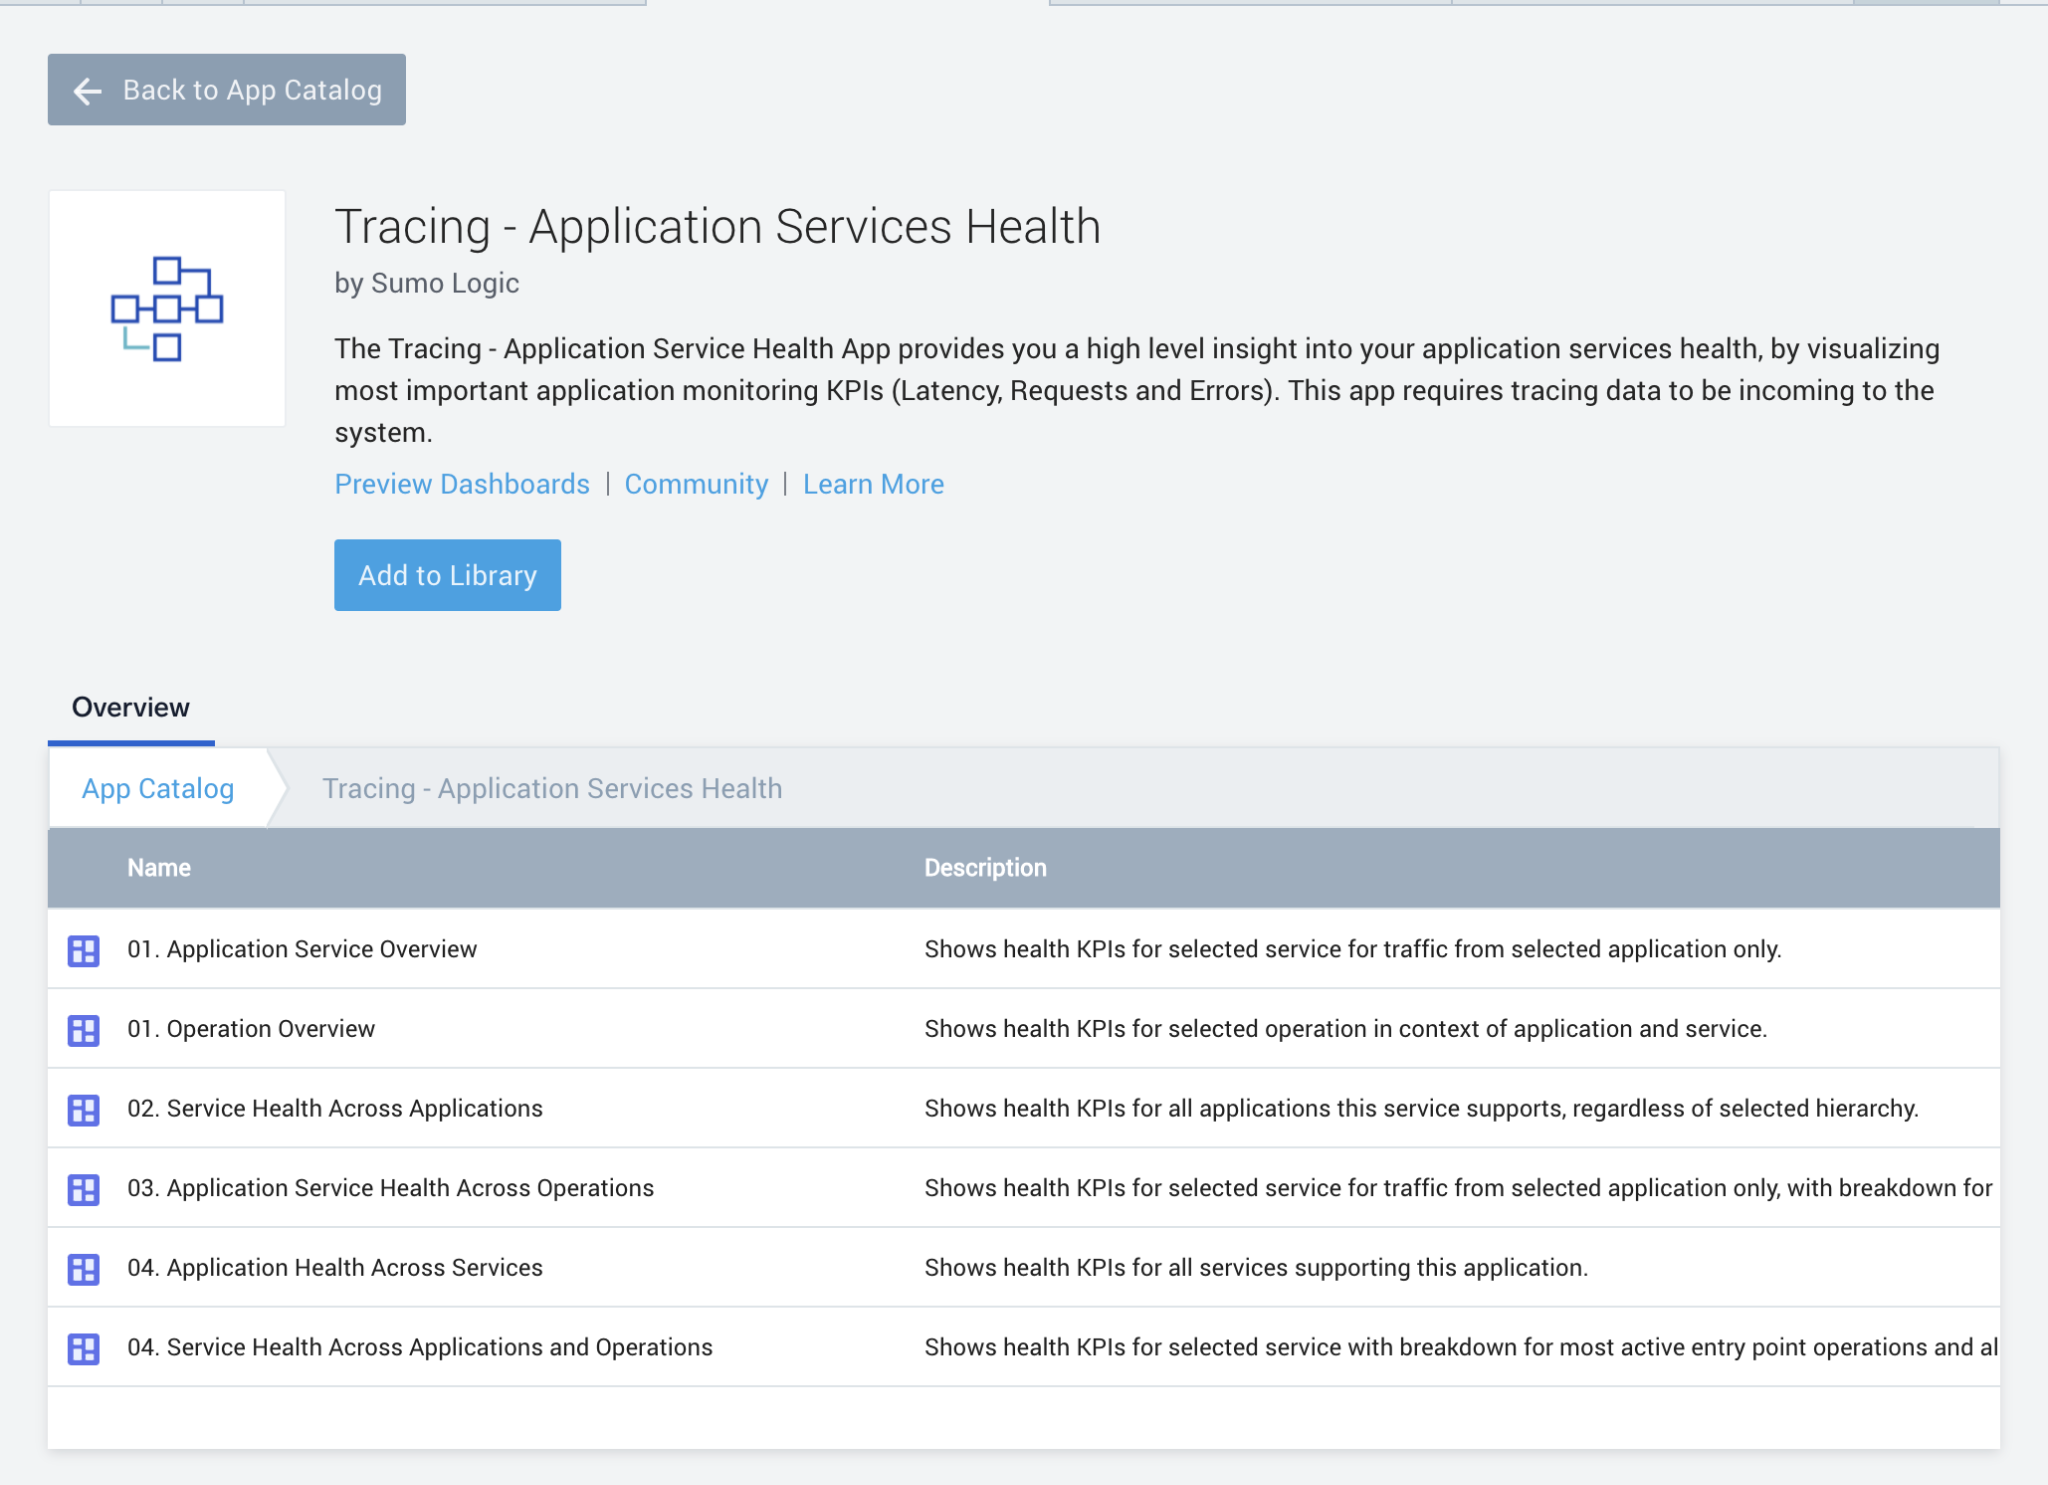 Back to App Catalog
Tracing - Application Services Health
by Sumo Logic
The Tracing - Application Service Health App provides you a high level insight into your application services health, by visualizing
most important application monitoring KPIs (Latency, Requests and Errors). This app requires tracing data to be incoming to the
system.
Preview Dashboards | Community | Learn More
Add to Library
Overview
App Catalog Tracing - Application Services Health
Name Description
01. Application Service Overview Shows health KPIs for selected service for traffic from selected application only.
01. Operation Overview Shows health KPIs for selected operation in context of application and service.
02. Service Health Across Applications Shows health KPIs for all applications this service supports, regardless of selected hierarchy.
03. Application Service Health Across Operations Shows health KPIs for selected service for traffic from selected application only, with breakdown for
04. Application Health Across Services Shows health KPIs for all services supporting this application.
04. Service Health Across Applications and Operations Shows health KPIs for selected service with breakdown for most active entry point operations and al